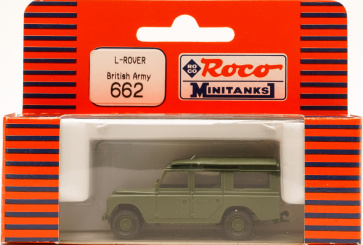 L-ROVER
British Army
662
ROCO
Roco
MINITANKS